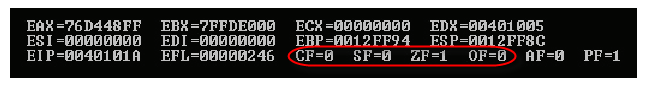 EAX=76D448FF EBX=7FFDE000 ECX=00000000 EDX=00401005
ESI=00000000 EDI=00000000 EBP=0012FF94 ESP=0012FF8C
EIP=0040101A EFL=00000246 CF=0 SF=0 ZF=1 OF=0 AF=0 PF=1